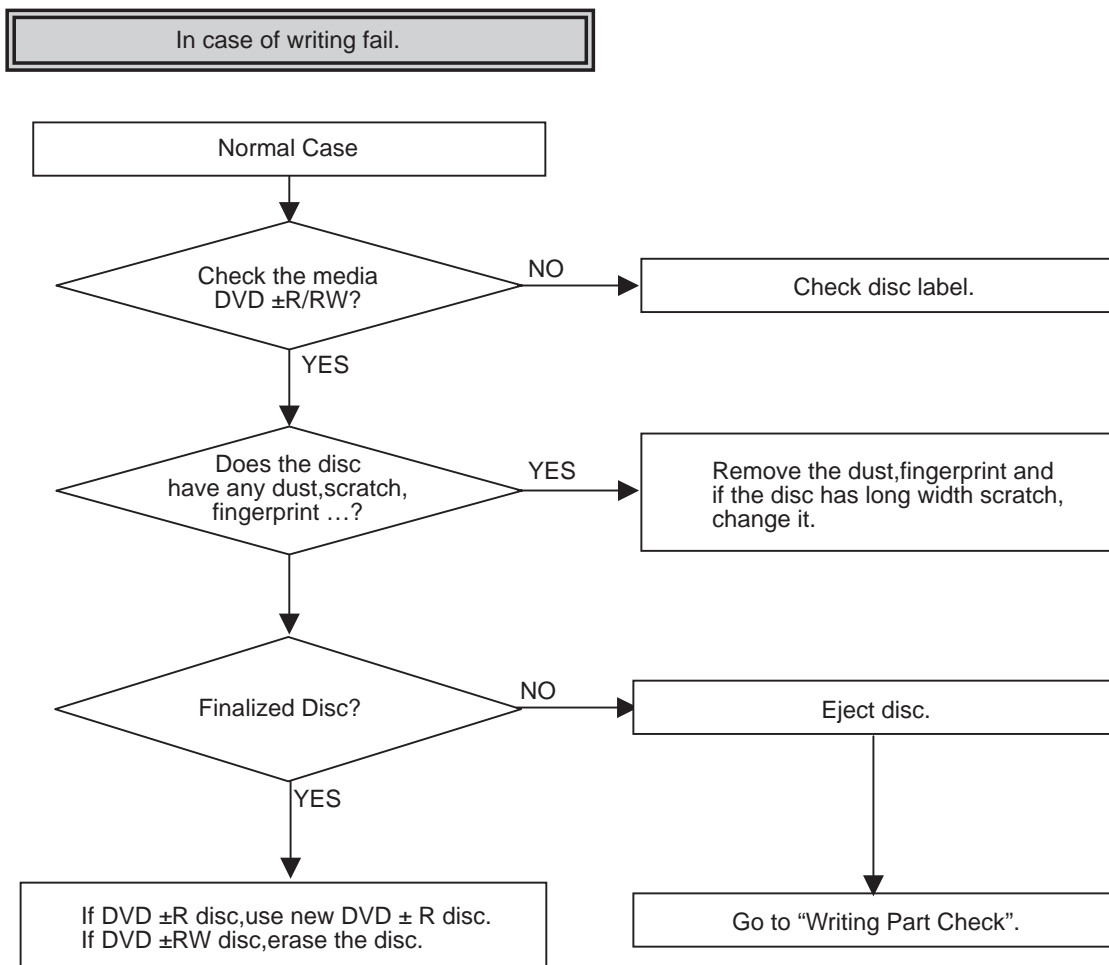 In case of writing fail.
Normal Case
Check the media
DVD ±R/RW?
NO
Check disc label.
YES
Does the disc
have any dust,scratch,
fingerprint …?
YES
Remove the dust,fingerprint and
if the disc has long width scratch,
change it.
Finalized Disc?
NO
Eject disc.
YES
If DVD ±R disc,use new DVD ± R disc.
If DVD ±RW disc,erase the disc.
Go to “Writing Part Check”.